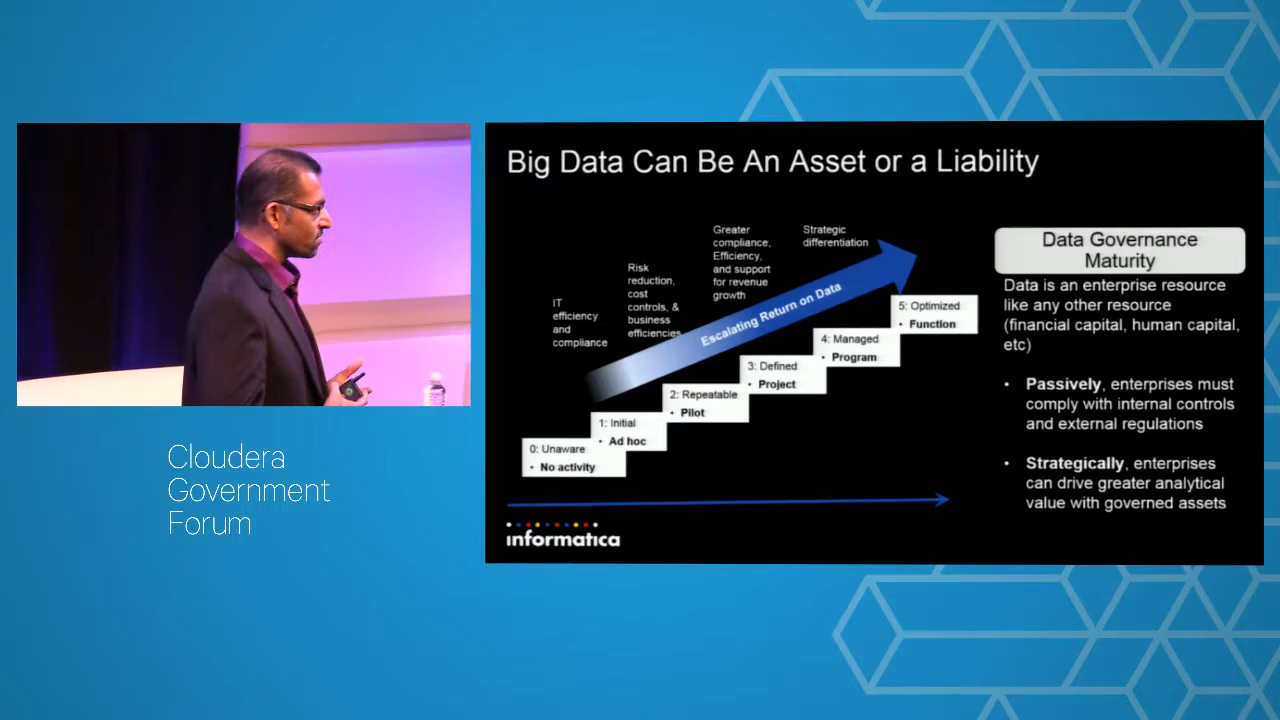 Big Data Can Be An Asset or a Liability
IT
efficiency
and
compliance
Risk
reduction,
cost
controls, &
business
efficiencies
Greater
compliance,
Efficiency,
and support
for revenue
growth
Strategic
differentiation
Escalating Return on Data
0: Unaware
• No activity
1: Initial
• Ad hoc
2: Repeatable
• Pilot
3: Defined
• Project
4: Managed
• Program
5: Optimized
• Function
Data Governance
Maturity
Data is an enterprise resource
like any other resource
(financial capital, human capital,
etc)
• Passively, enterprises must
comply with internal controls
and external regulations
• Strategically, enterprises
can drive greater analytical
value with governed assets
informatica
Cloudera
Government
Forum